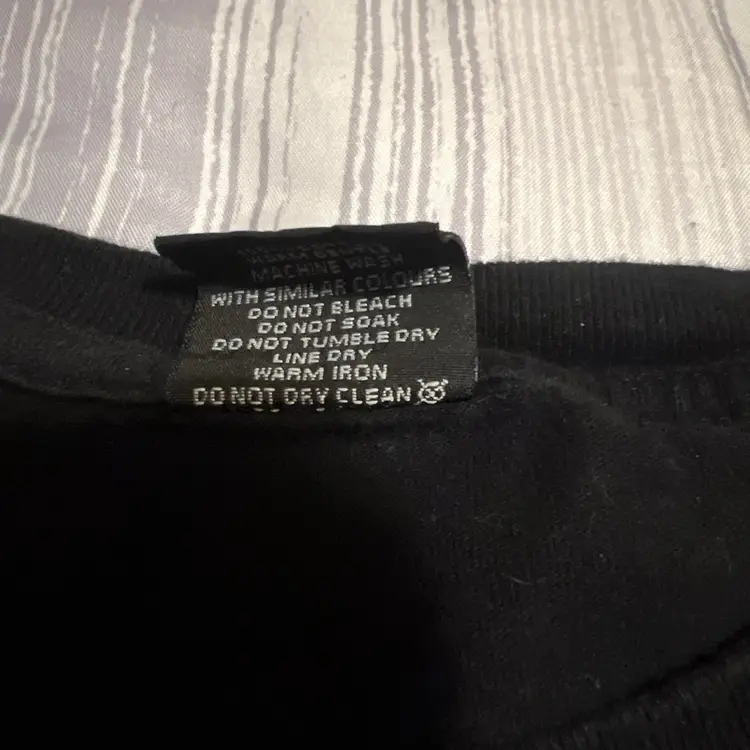 MACHINE WASH
WITH SIMILAR COLOURS
DO NOT BLEACH
DO NOT SOAK
DO NOT TUMBLE DRY
LINE DRY
WARM IRON
DO NOT DRY CLEAN